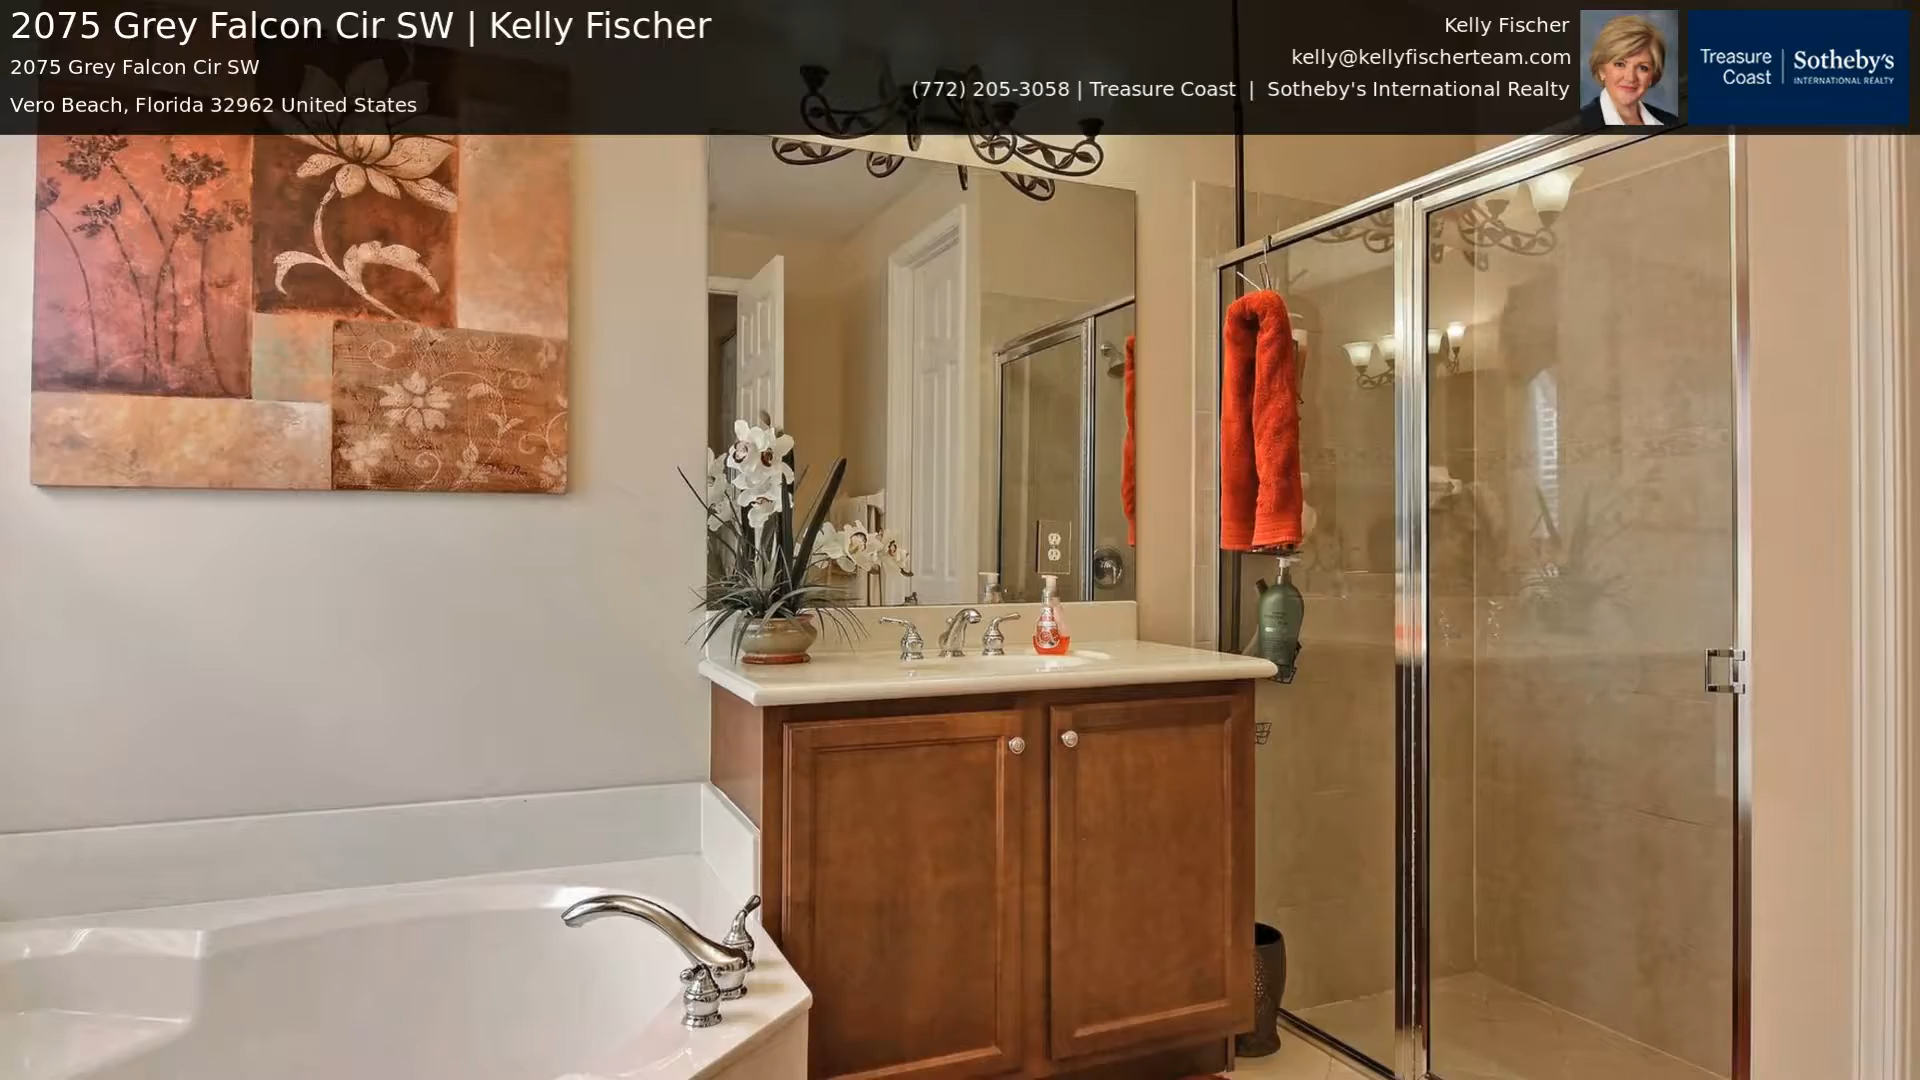 2075 Grey Falcon Cir SW | Kelly Fischer
2075 Grey Falcon Cir SW
Vero Beach, Florida 32962 United States
Kelly Fischer
kelly@kellyfischerteam.com
(772) 205-3058 | Treasure Coast | Sotheby's International Realty
Treasure Coast | Sotheby's
INTERNATIONAL REALTY